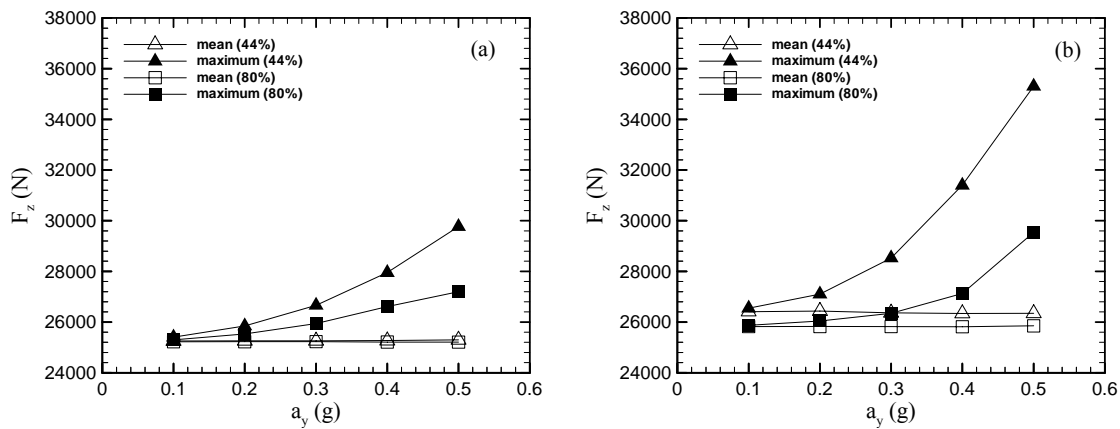 38000
36000
34000
32000
30000
28000
26000
24000
F_z (N)
mean (44%)
maximum (44%)
mean (80%)
maximum (80%)
(a)
0 0.1 0.2 0.3 0.4 0.5 0.6
a_y (g)
38000
36000
34000
32000
30000
28000
26000
24000
F_z (N)
mean (44%)
maximum (44%)
mean (80%)
maximum (80%)
(b)
0 0.1 0.2 0.3 0.4 0.5 0.6
a_y (g)